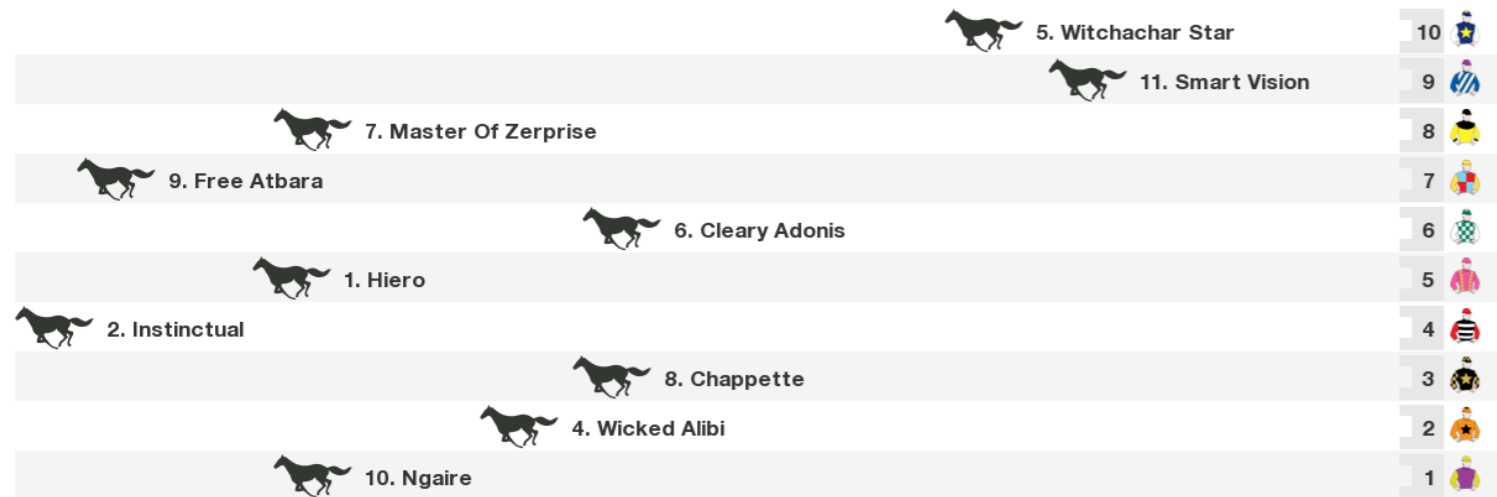 5. Witchachar Star 10
11. Smart Vision 9
7. Master Of Zerprise 8
9. Free Atbara 7
6. Cleary Adonis 6
1. Hiero 5
2. Instinctual 4
8. Chappette 3
4. Wicked Alibi 2
10. Ngaire 1